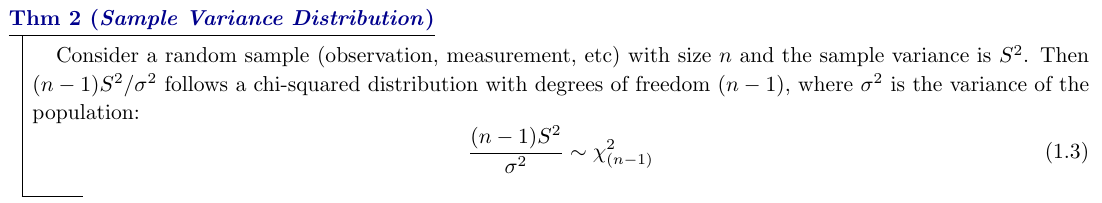 Thm 2 (Sample Variance Distribution)
Consider a random sample (observation, measurement, etc) with size n and the sample variance is S². Then
(n − 1)S²/σ² follows a chi-squared distribution with degrees of freedom (n − 1), where σ² is the variance of the
population:
(n − 1)S²/σ² ∼ χ²₍ₙ₋₁₎ (1.3)